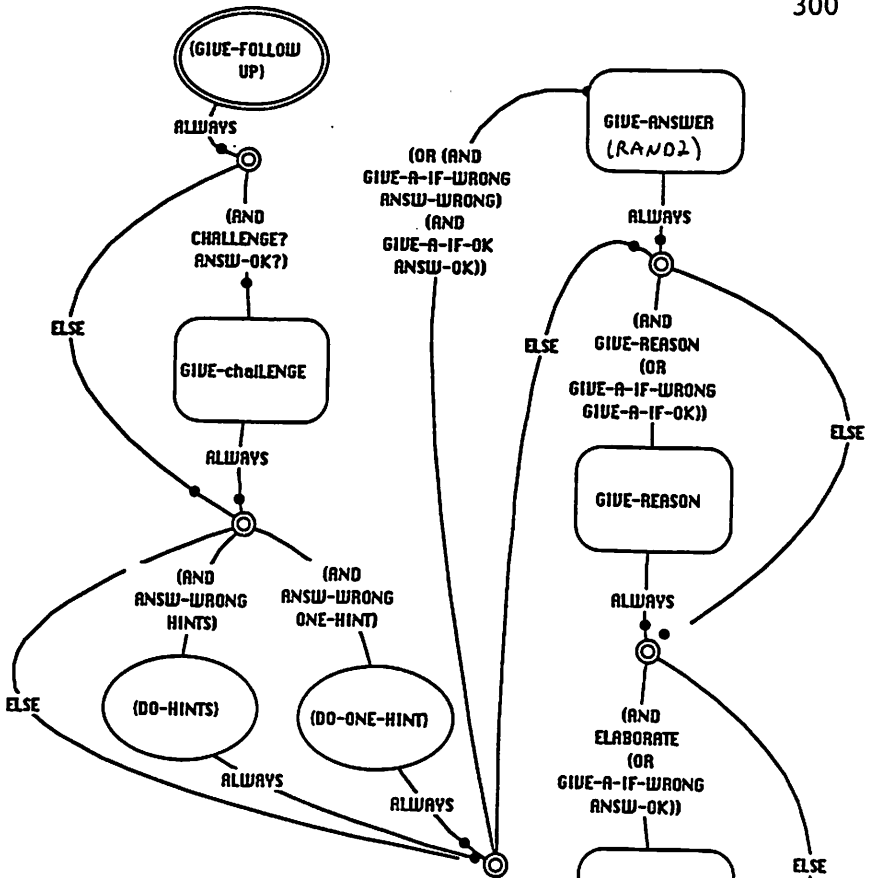 300
(GIVE-FOLLOW
UP)
ALWAYS
(AND
CHALLENGE?
ANSW-OK?)
ELSE
GIVE-challENGE
ALWAYS
(AND
ANSW-WRONG
HINTS)
(AND
ANSW-WRONG
ONE-HINT)
ELSE
(DO-HINTS)
(DO-ONE-HINT)
ALWAYS
ALWAYS
(OR (AND
GIVE-A-IF-WRONG
ANSW-WRONG)
(AND
GIVE-A-IF-OK
ANSW-OK))
ELSE
GIVE-ANSWER
(RAND2)
ALWAYS
(AND
GIVE-REASON
(OR
GIVE-A-IF-WRONG
GIVE-A-IF-OK))
ELSE
GIVE-REASON
ALWAYS
(AND
ELABORATE
(OR
GIVE-A-IF-WRONG
ANSW-OK))
ELSE